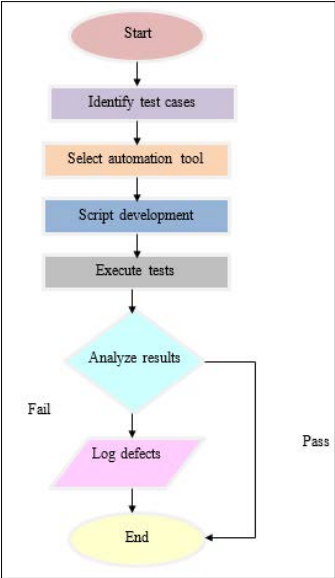 Start
Identify test cases
Select automation tool
Script development
Execute tests
Analyze results
Fail
Pass
Log defects
End